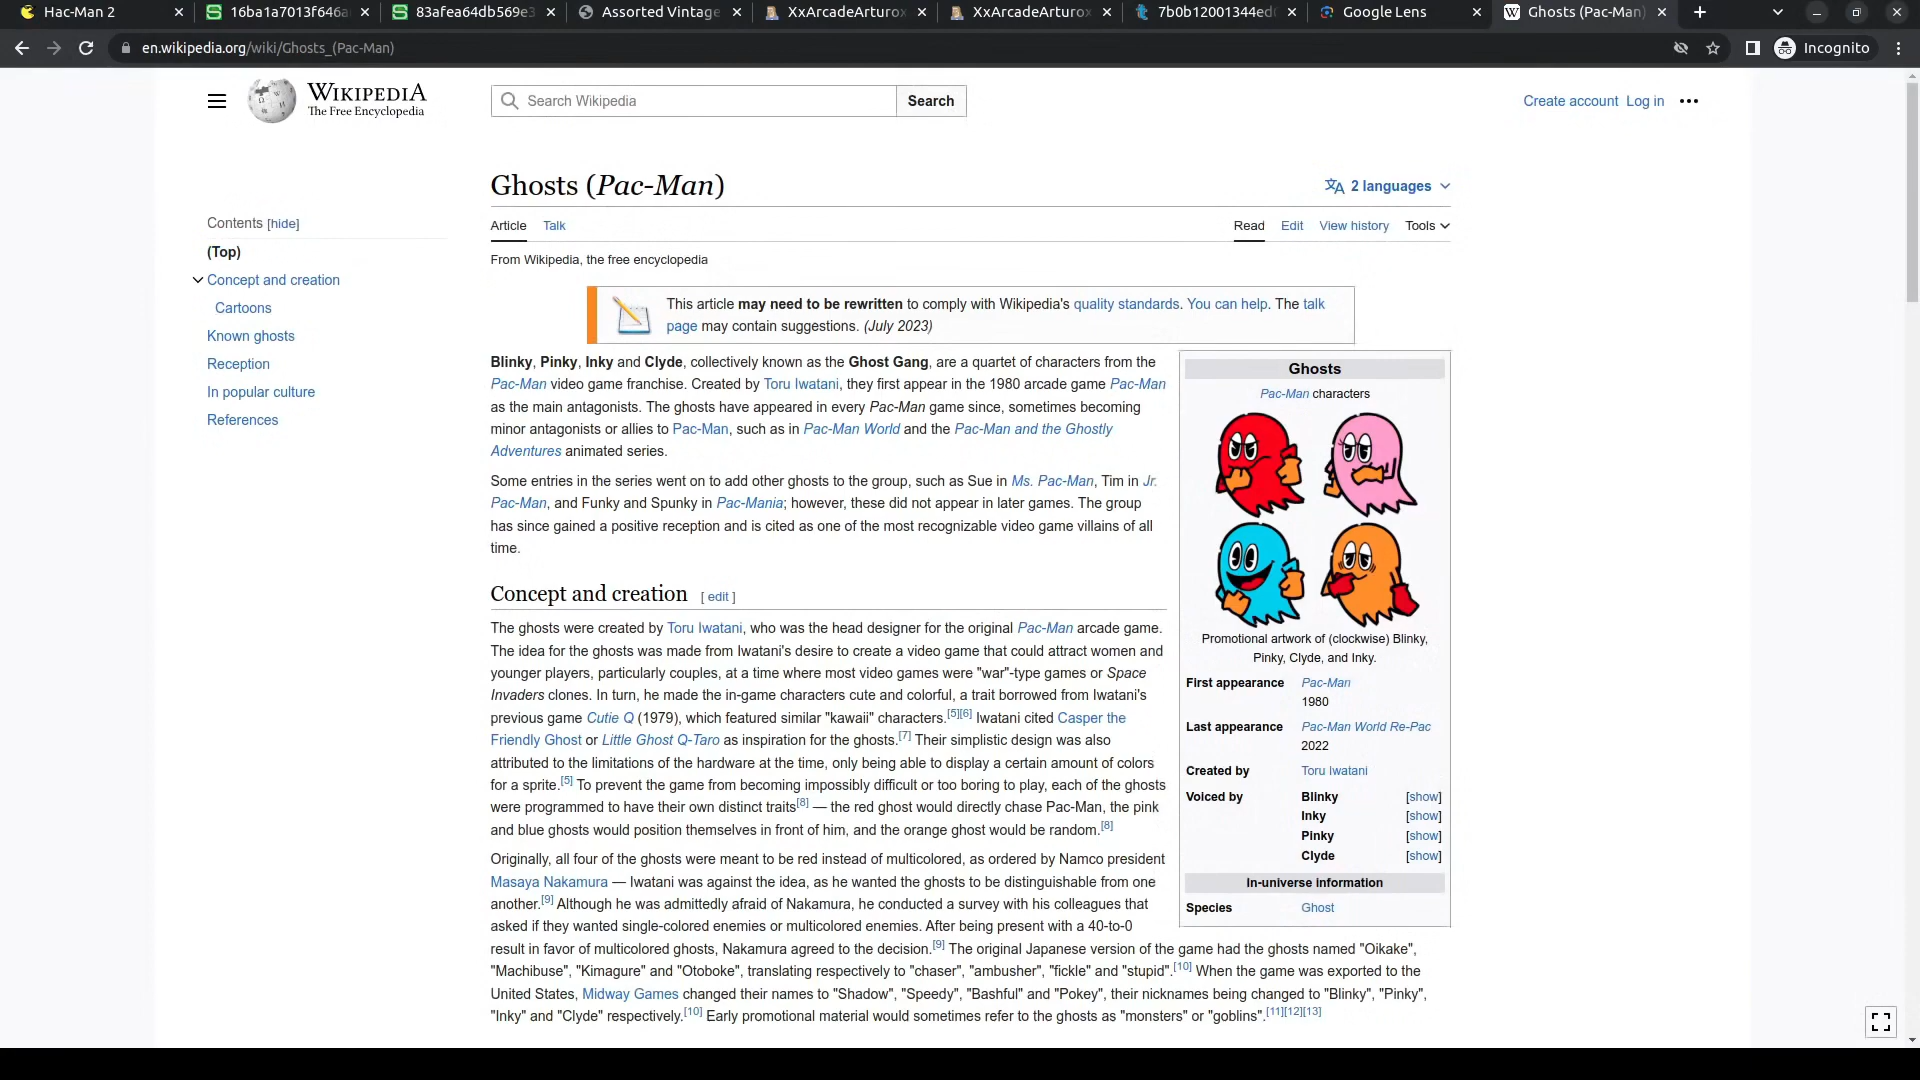 Hac-Man 2
16ba1a7013f646a
83afea64db569e3
Assorted Vintage
XxArcadeArturox
XxArcadeArturox
7b0b12001344ed
Google Lens
Ghosts (Pac-Man)
en.wikipedia.org/wiki/Ghosts_(Pac-Man)
Incognito
WIKIPEDIA
The Free Encyclopedia
Search Wikipedia
Search
Create account Log in
Ghosts (Pac-Man)
2 languages
Article Talk
Read Edit View history Tools
From Wikipedia, the free encyclopedia
Contents [hide]
(Top)
Concept and creation
Cartoons
Known ghosts
Reception
In popular culture
References
This article may need to be rewritten to comply with Wikipedia's quality standards. You can help. The talk
page may contain suggestions. (July 2023)
Blinky, Pinky, Inky and Clyde, collectively known as the Ghost Gang, are a quartet of characters from the
Pac-Man video game franchise. Created by Toru Iwatani, they first appear in the 1980 arcade game Pac-Man
as the main antagonists. The ghosts have appeared in every Pac-Man game since, sometimes becoming
minor antagonists or allies to Pac-Man, such as in Pac-Man World and the Pac-Man and the Ghostly
Adventures animated series.
Some entries in the series went on to add other ghosts to the group, such as Sue in Ms. Pac-Man, Tim in Jr.
Pac-Man, and Funky and Spunky in Pac-Mania; however, these did not appear in later games. The group
has since gained a positive reception and is cited as one of the most recognizable video game villains of all
time.
Concept and creation [ edit ]
The ghosts were created by Toru Iwatani, who was the head designer for the original Pac-Man arcade game.
The idea for the ghosts was made from Iwatani's desire to create a video game that could attract women and
younger players, particularly couples, at a time where most video games were "war"-type games or Space
Invaders clones. In turn, he made the in-game characters cute and colorful, a trait borrowed from Iwatani's
previous game Cutie Q (1979), which featured similar "kawaii" characters.[5][6] Iwatani cited Casper the
Friendly Ghost or Little Ghost Q-Taro as inspiration for the ghosts.[7] Their simplistic design was also
attributed to the limitations of the hardware at the time, only being able to display a certain amount of colors
for a sprite.[5] To prevent the game from becoming impossibly difficult or too boring to play, each of the ghosts
were programmed to have their own distinct traits[8] — the red ghost would directly chase Pac-Man, the pink
and blue ghosts would position themselves in front of him, and the orange ghost would be random.[8]
Originally, all four of the ghosts were meant to be red instead of multicolored, as ordered by Namco president
Masaya Nakamura — Iwatani was against the idea, as he wanted the ghosts to be distinguishable from one
another.[9] Although he was admittedly afraid of Nakamura, he conducted a survey with his colleagues that
asked if they wanted single-colored enemies or multicolored enemies. After being present with a 40-to-0
result in favor of multicolored ghosts, Nakamura agreed to the decision.[9] The original Japanese version of the game had the ghosts named "Oikake",
"Machibuse", "Kimagure" and "Otoboke", translating respectively to "chaser", "ambusher", "fickle" and "stupid".[10] When the game was exported to the
United States, Midway Games changed their names to "Shadow", "Speedy", "Bashful" and "Pokey", their nicknames being changed to "Blinky", "Pinky",
"Inky" and "Clyde" respectively.[10] Early promotional material would sometimes refer to the ghosts as "monsters" or "goblins".[11][12][13]
Ghosts
Pac-Man characters
Promotional artwork of (clockwise) Blinky,
Pinky, Clyde, and Inky.
First appearance Pac-Man
1980
Last appearance Pac-Man World Re-Pac
2022
Created by Toru Iwatani
Voiced by Blinky [show]
Inky [show]
Pinky [show]
Clyde [show]
In-universe information
Species Ghost